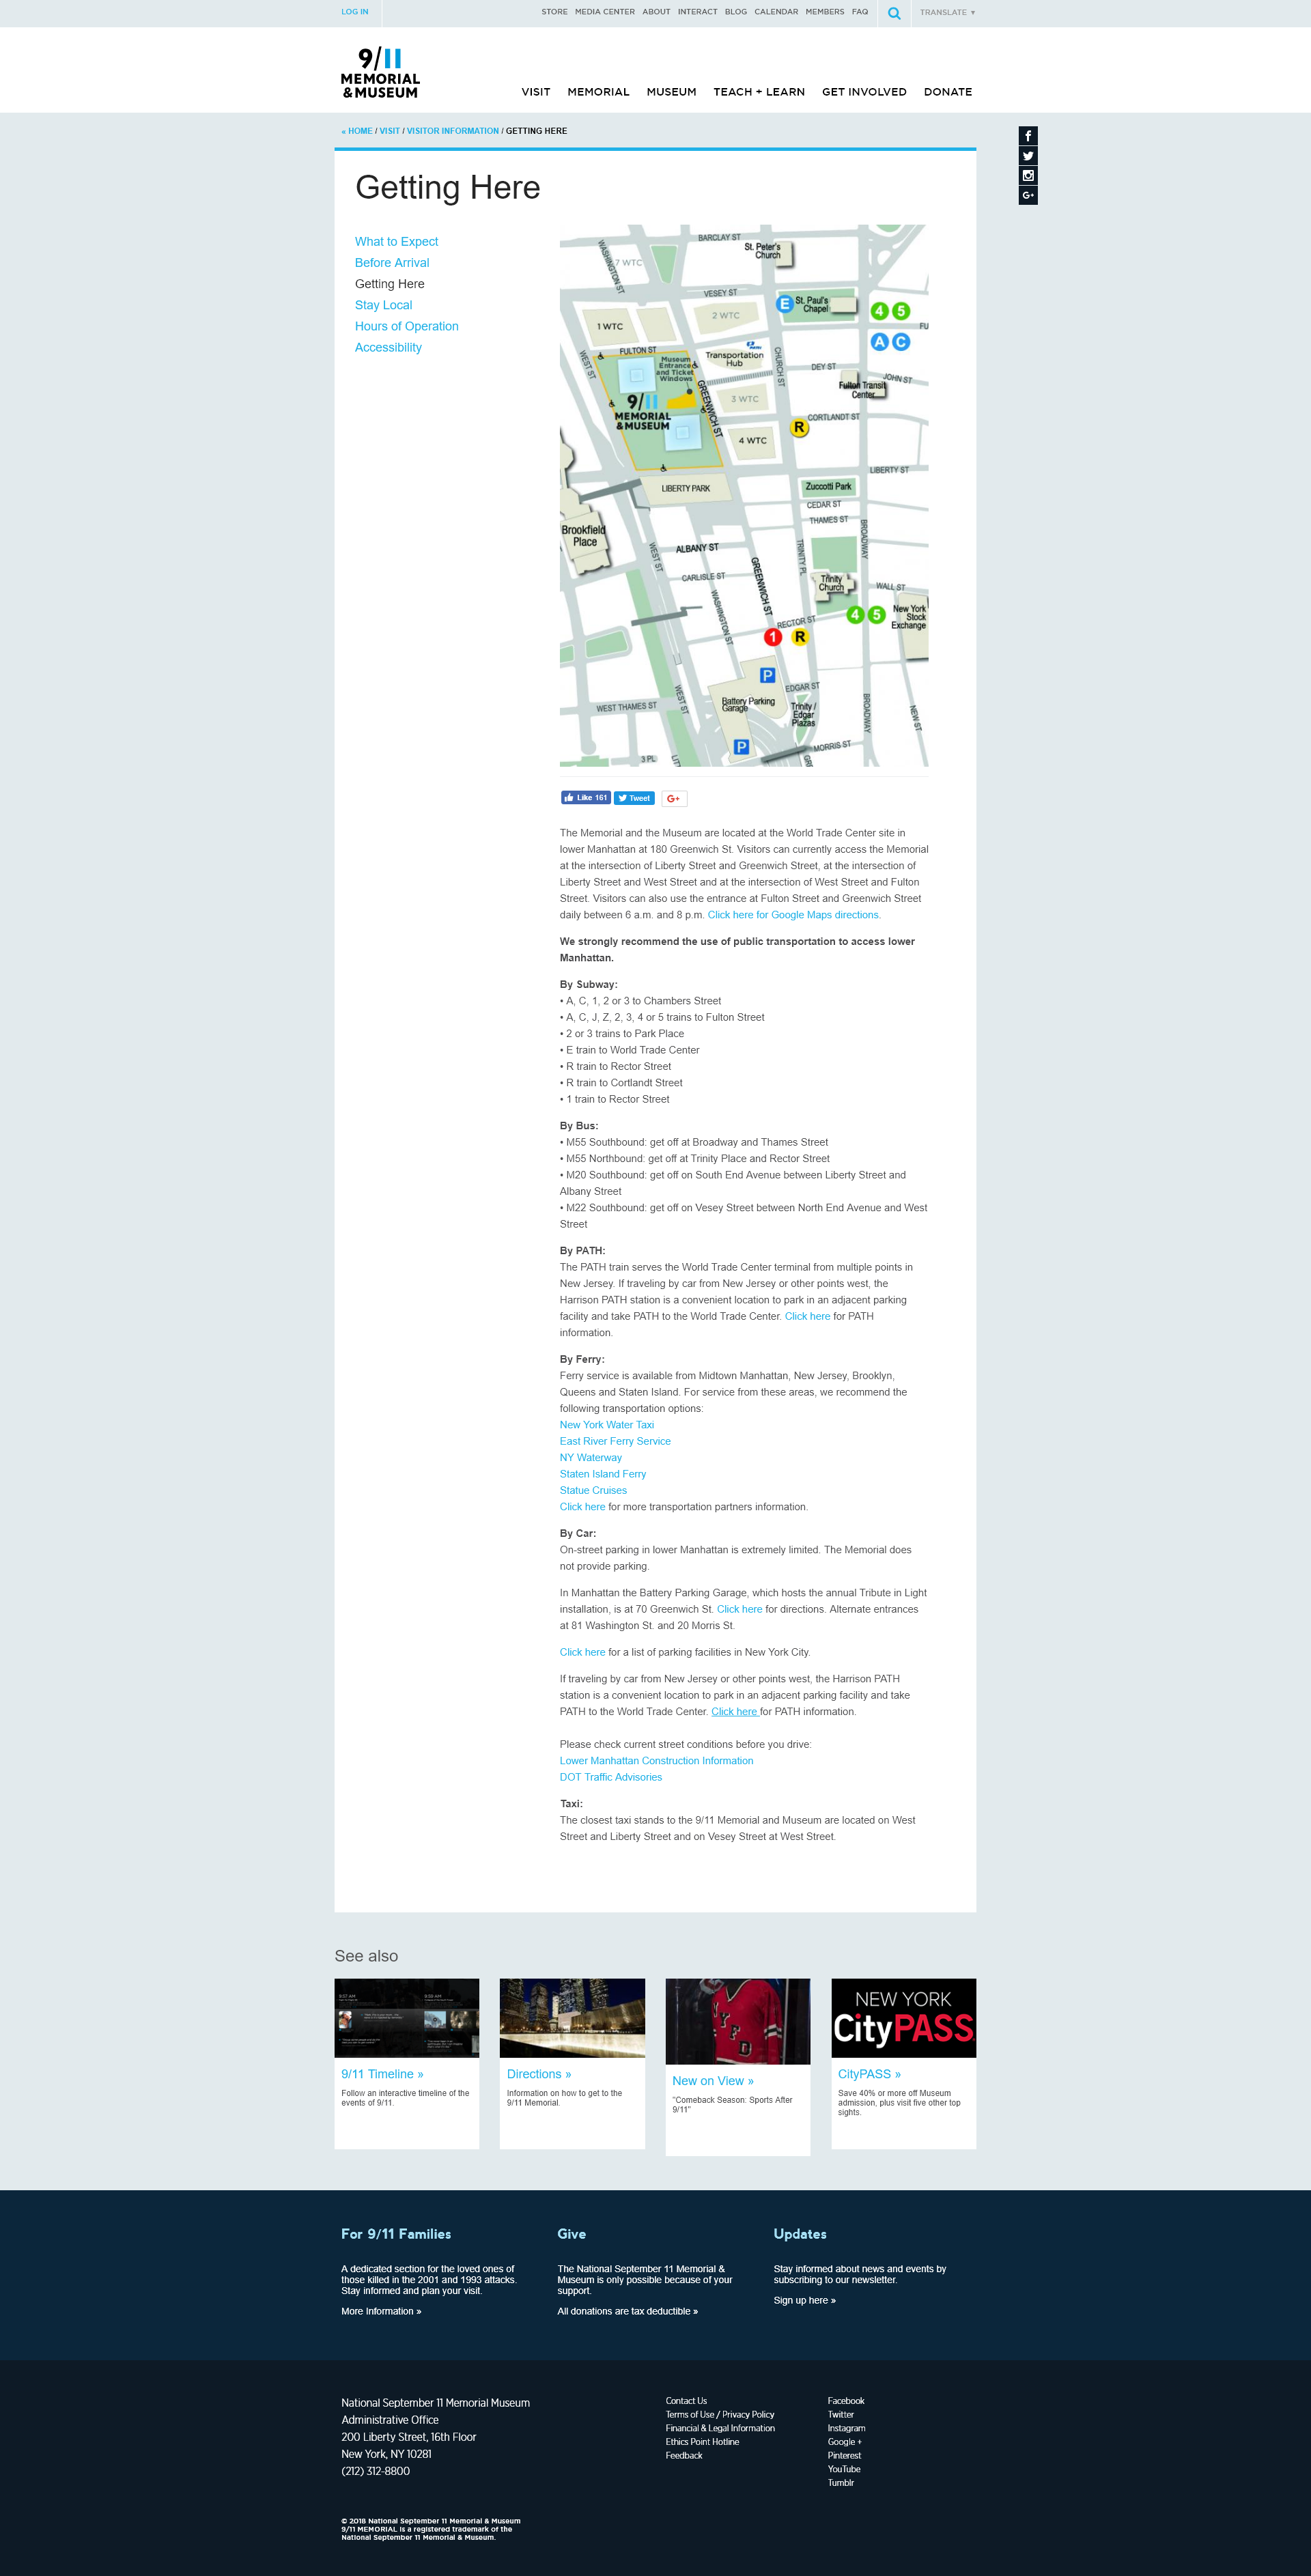 LOG IN
STORE MEDIA CENTER ABOUT INTERACT BLOG CALENDAR MEMBERS FAQ
TRANSLATE ▼
9/11
MEMORIAL
&MUSEUM
VISIT MEMORIAL MUSEUM TEACH + LEARN GET INVOLVED DONATE
« HOME / VISIT / VISITOR INFORMATION / GETTING HERE
Getting Here
What to Expect
Before Arrival
Getting Here
Stay Local
Hours of Operation
Accessibility
BARCLAY ST
WASHINGTON ST
7 WTC
St. Peter's
Church
VESEY ST
E
St. Paul's
Chapel
4 5
2 WTC
1 WTC
FU
A C
FULTON ST
PATH
Transportation
Hub
WEST ST
Museum
Entrance
and Ticket
Windows
CHURCH ST
DEY ST
JOHN ST
Fulton Transit
Center
GREENWICH ST
3 WTC
9/11
MEMORIAL
&MUSEUM
CORTLANDT ST
R
4 WTC
LIBERTY ST
LIBERTY PARK
Zuccotti Park
CEDAR ST
THAMES ST
Brookfield
Place
BROADWAY
TRINITY PL
WEST ST
ALBANY ST
GREENWICH ST
CARLISLE ST
WASHINGTON ST
Trinity
Church
WALL ST
4 5
New York
Stock
Exchange
RECTOR ST
1 R
P
EDGAR ST
WEST ST
Battery Parking
Garage
Trinity /
Edgar
Plazas
WEST THAMES ST
BROADWAY
NEW ST
P
MORRIS ST
3 PL
Like 161
Tweet
G+
The Memorial and the Museum are located at the World Trade Center site in
lower Manhattan at 180 Greenwich St. Visitors can currently access the Memorial
at the intersection of Liberty Street and Greenwich Street, at the intersection of
Liberty Street and West Street and at the intersection of West Street and Fulton
Street. Visitors can also use the entrance at Fulton Street and Greenwich Street
daily between 6 a.m. and 8 p.m. Click here for Google Maps directions.
We strongly recommend the use of public transportation to access lower
Manhattan.
By Subway:
• A, C, 1, 2 or 3 to Chambers Street
• A, C, J, Z, 2, 3, 4 or 5 trains to Fulton Street
• 2 or 3 trains to Park Place
• E train to World Trade Center
• R train to Rector Street
• R train to Cortlandt Street
• 1 train to Rector Street
By Bus:
• M55 Southbound: get off at Broadway and Thames Street
• M55 Northbound: get off at Trinity Place and Rector Street
• M20 Southbound: get off on South End Avenue between Liberty Street and
Albany Street
• M22 Southbound: get off on Vesey Street between North End Avenue and West
Street
By PATH:
The PATH train serves the World Trade Center terminal from multiple points in
New Jersey. If traveling by car from New Jersey or other points west, the
Harrison PATH station is a convenient location to park in an adjacent parking
facility and take PATH to the World Trade Center. Click here for PATH
information.
By Ferry:
Ferry service is available from Midtown Manhattan, New Jersey, Brooklyn,
Queens and Staten Island. For service from these areas, we recommend the
following transportation options:
New York Water Taxi
East River Ferry Service
NY Waterway
Staten Island Ferry
Statue Cruises
Click here for more transportation partners information.
By Car:
On-street parking in lower Manhattan is extremely limited. The Memorial does
not provide parking.
In Manhattan the Battery Parking Garage, which hosts the annual Tribute in Light
installation, is at 70 Greenwich St. Click here for directions. Alternate entrances
at 81 Washington St. and 20 Morris St.
Click here for a list of parking facilities in New York City.
If traveling by car from New Jersey or other points west, the Harrison PATH
station is a convenient location to park in an adjacent parking facility and take
PATH to the World Trade Center. Click here for PATH information.
Please check current street conditions before you drive:
Lower Manhattan Construction Information
DOT Traffic Advisories
Taxi:
The closest taxi stands to the 9/11 Memorial and Museum are located on West
Street and Liberty Street and on Vesey Street at West Street.
See also
NEW YORK
CityPASS
9/11 Timeline »
Follow an interactive timeline of the
events of 9/11.
Directions »
Information on how to get to the
9/11 Memorial.
New on View »
"Comeback Season: Sports After
9/11"
CityPASS »
Save 40% or more off Museum
admission, plus visit five other top
sights.
For 9/11 Families
A dedicated section for the loved ones of
those killed in the 2001 and 1993 attacks.
Stay informed and plan your visit.
More Information »
Give
The National September 11 Memorial &
Museum is only possible because of your
support.
All donations are tax deductible »
Updates
Stay informed about news and events by
subscribing to our newsletter.
Sign up here »
National September 11 Memorial Museum
Administrative Office
200 Liberty Street, 16th Floor
New York, NY 10281
(212) 312-8800
Contact Us
Terms of Use / Privacy Policy
Financial & Legal Information
Ethics Point Hotline
Feedback
Facebook
Twitter
Instagram
Google +
Pinterest
YouTube
Tumblr
© 2018 National September 11 Memorial & Museum
9/11 MEMORIAL is a registered trademark of the
National September 11 Memorial & Museum.